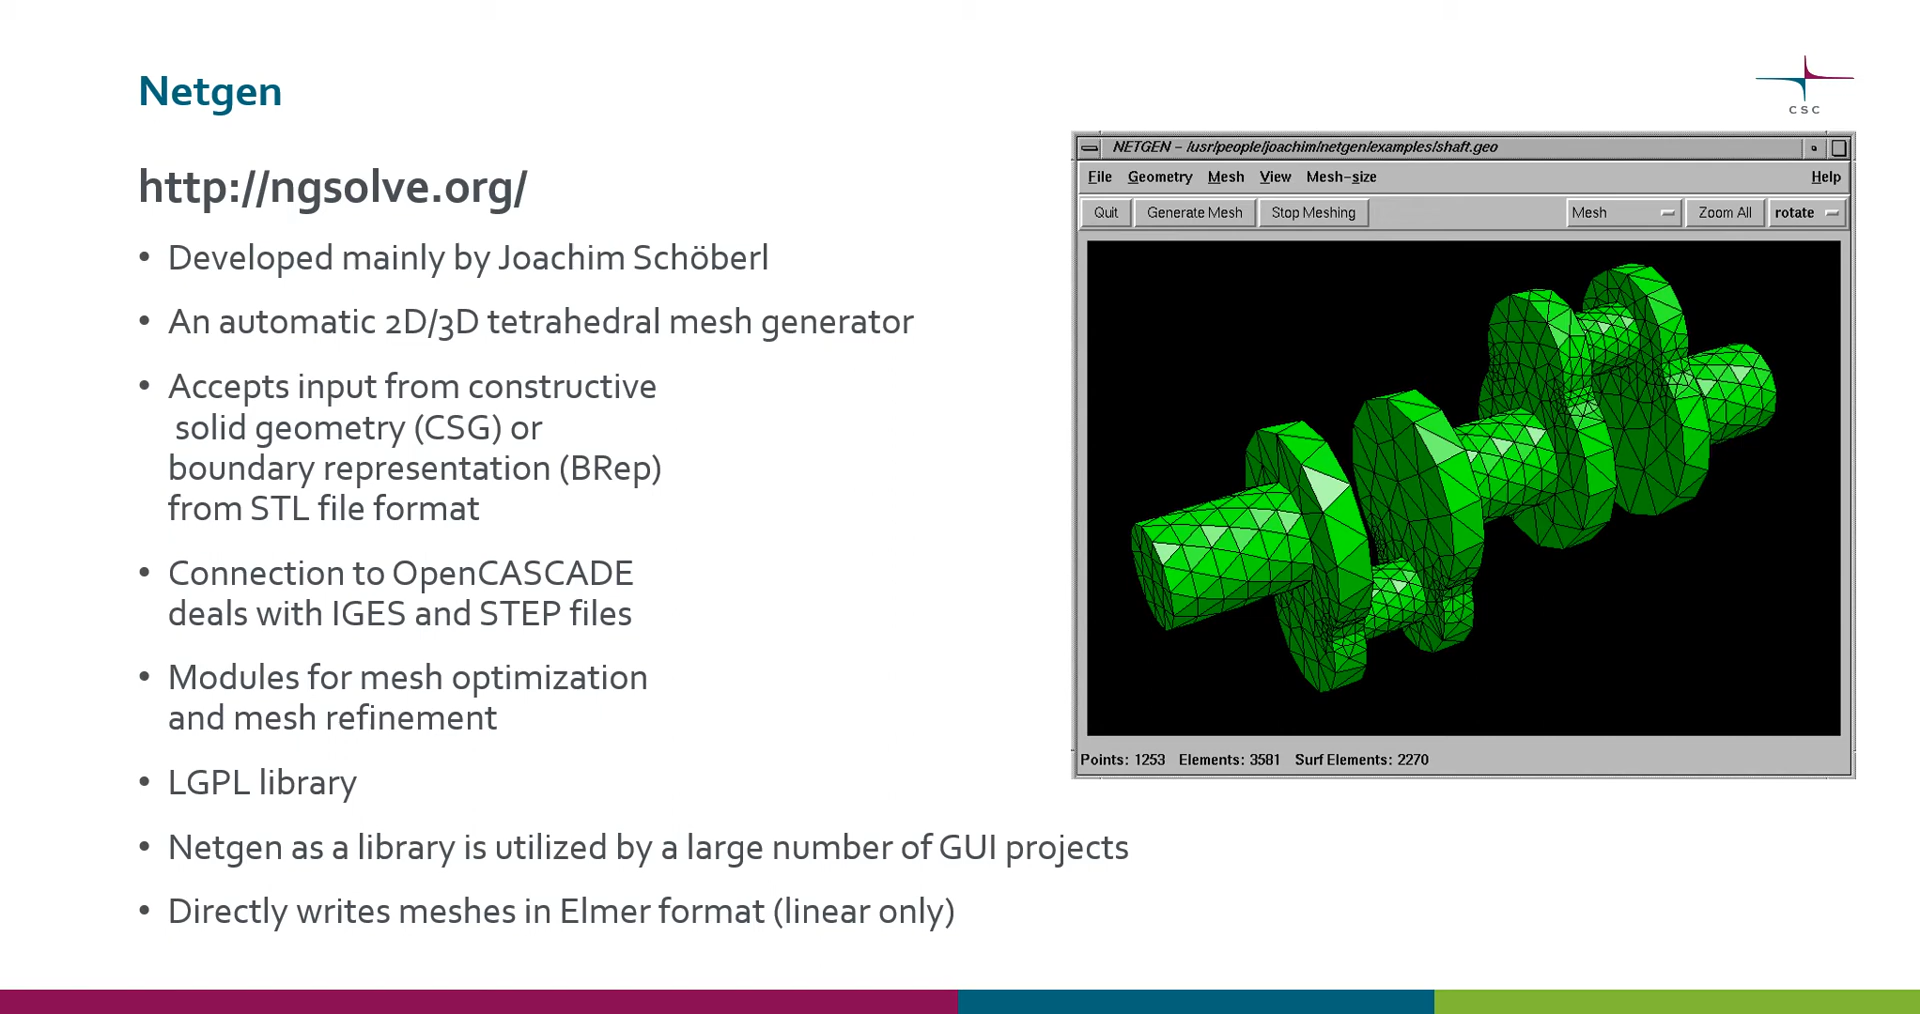 Netgen
CSC
http://ngsolve.org/
• Developed mainly by Joachim Schöberl
• An automatic 2D/3D tetrahedral mesh generator
• Accepts input from constructive
solid geometry (CSG) or
boundary representation (BRep)
from STL file format
• Connection to OpenCASCADE
deals with IGES and STEP files
• Modules for mesh optimization
and mesh refinement
• LGPL library
• Netgen as a library is utilized by a large number of GUI projects
• Directly writes meshes in Elmer format (linear only)
NETGEN – /usr/people/joachim/netgen/examples/shaft.geo
File Geometry Mesh View Mesh-size Help
Quit Generate Mesh Stop Meshing Mesh Zoom All rotate
Points: 1253 Elements: 3581 Surf Elements: 2270